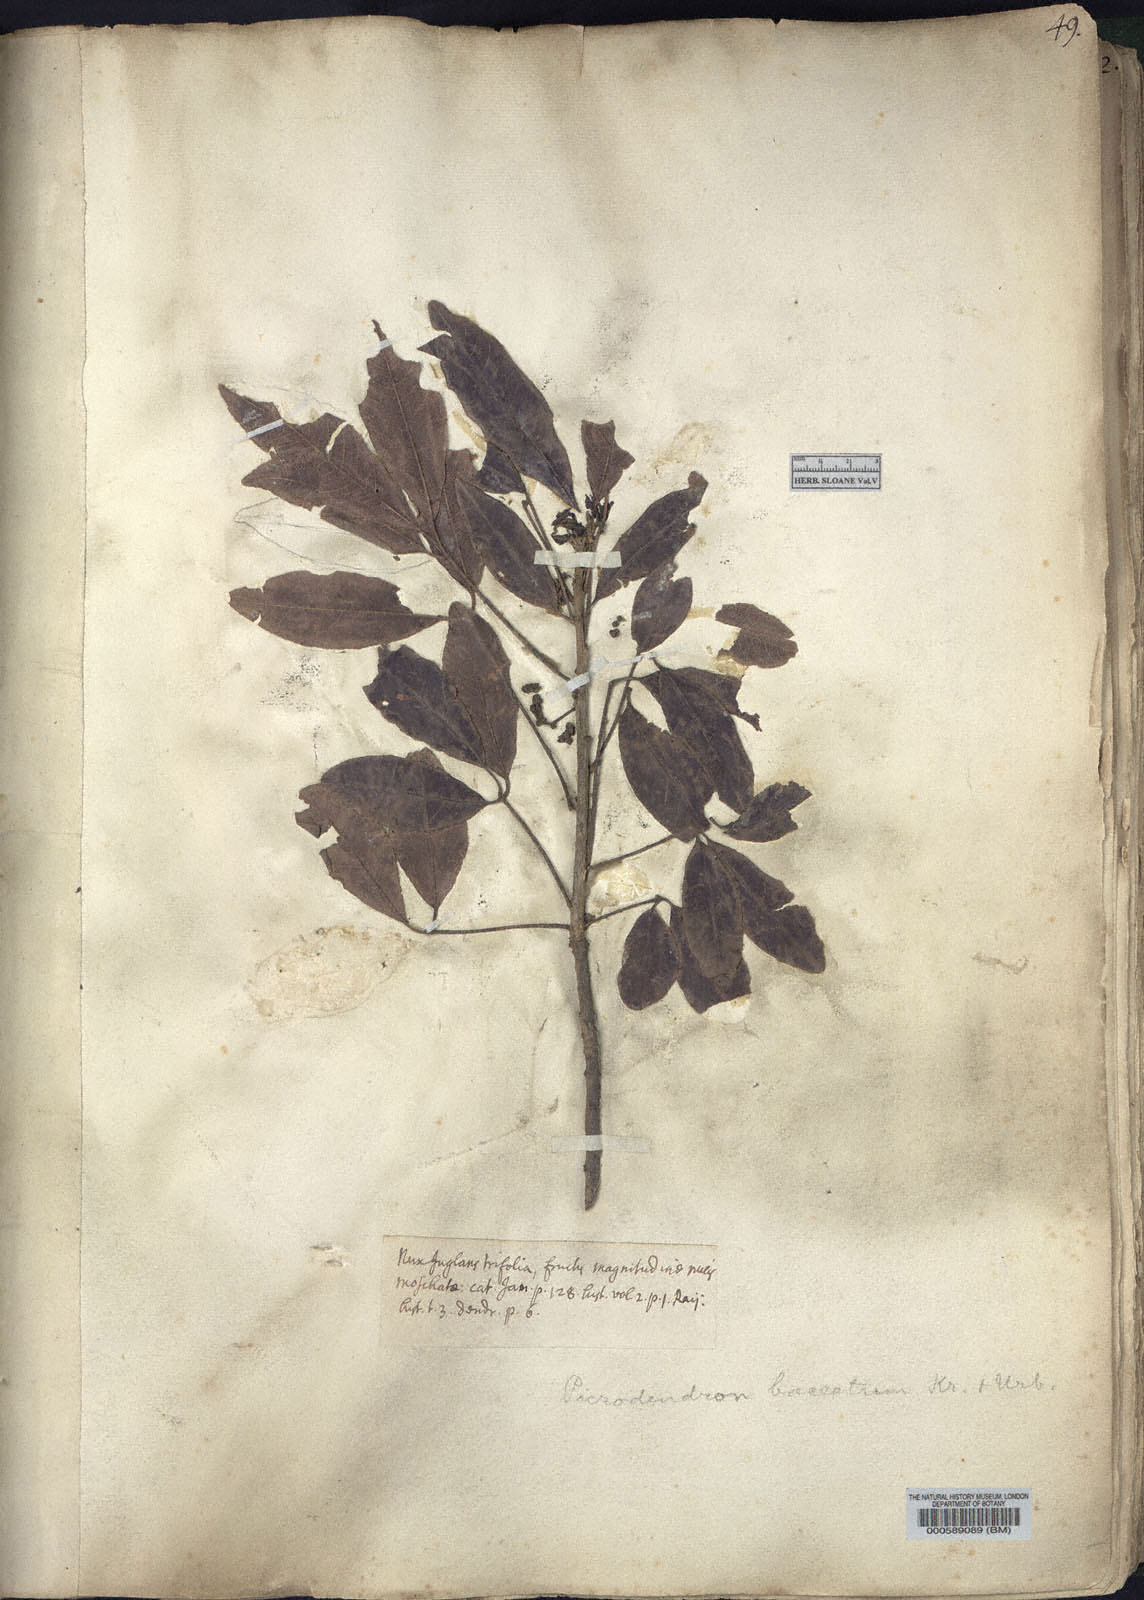 49.
2.
HERB. SLOANE Vol.V
Nux Juglans trifolia, fructu magnitudine nucis
moschatæ. cat. Jam. p. 128. hist. vol 2. p. 1. Raij.
hist. t. 3. dendr. p. 6.
Picrodendron baccatum Kr. & Urb.
THE NATURAL HISTORY MUSEUM, LONDON
DEPARTMENT OF BOTANY
000589089 (BM)